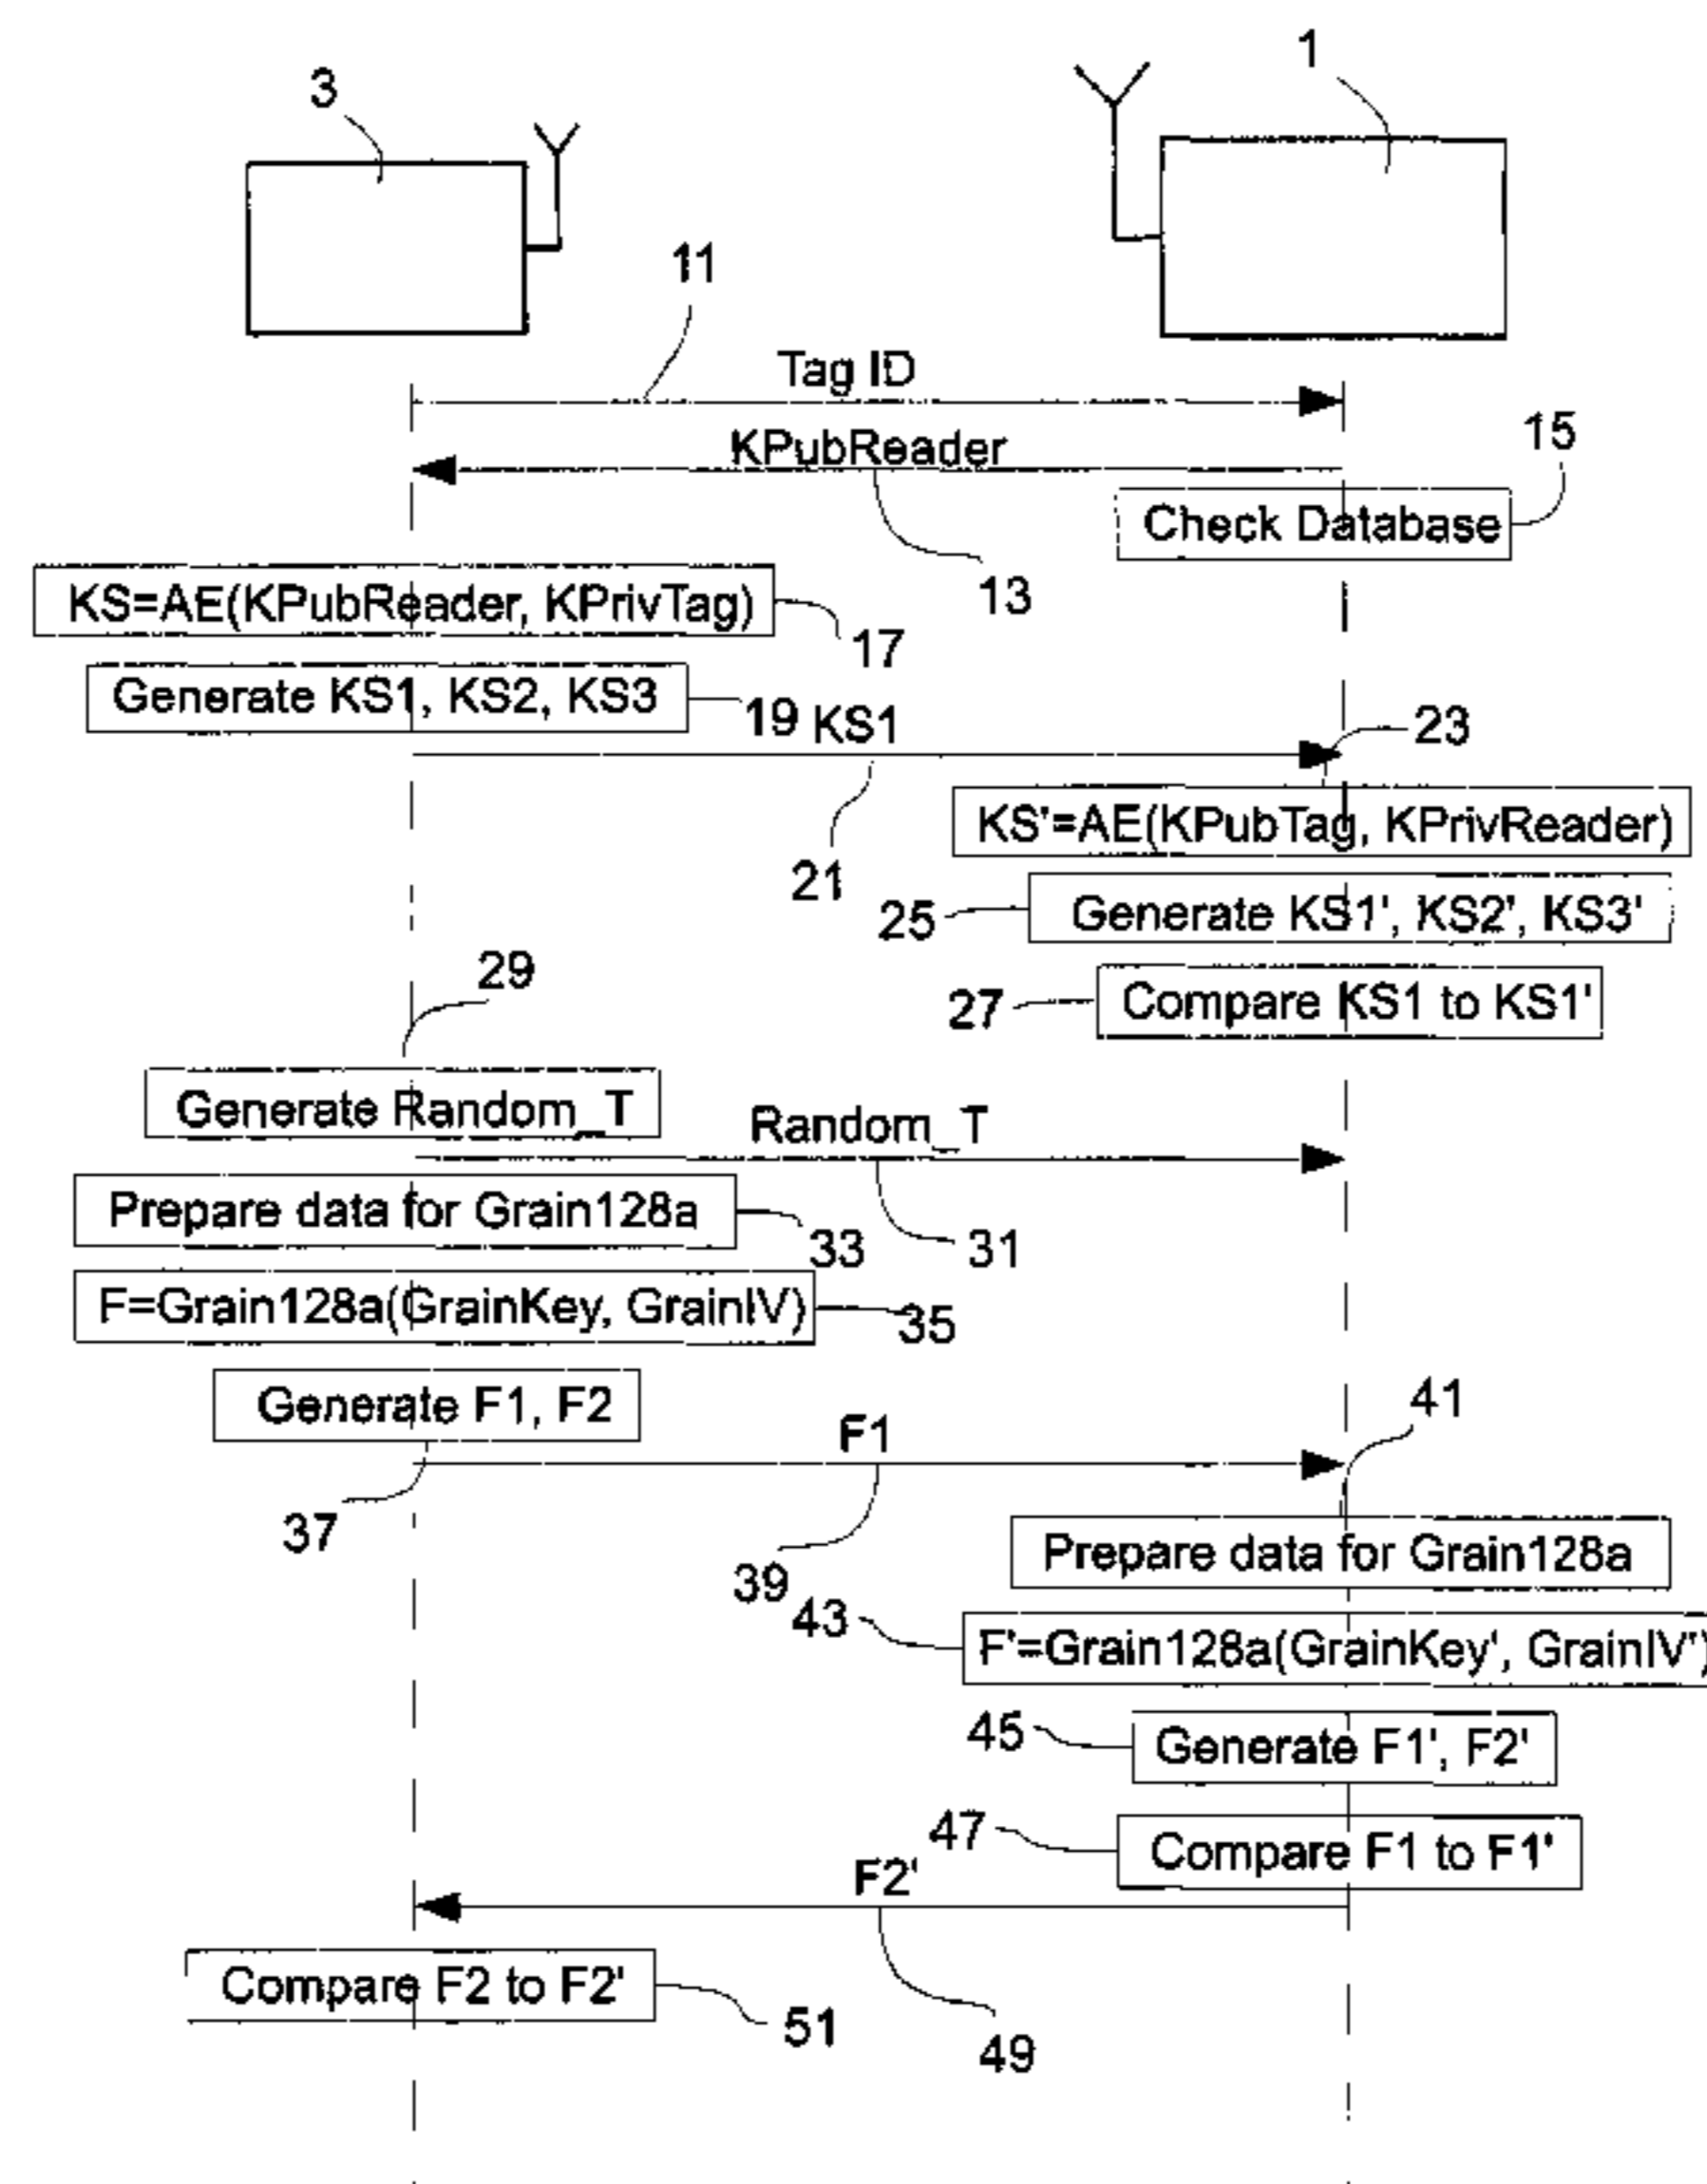 1
3
11
Tag ID
KPubReader
15
Check Database
13
KS=AE(KPubReader, KPrivTag)
17
Generate KS1, KS2, KS3
19
KS1
23
21
KS'=AE(KPubTag, KPrivReader)
25
Generate KS1', KS2', KS3'
29
27
Compare KS1 to KS1'
Generate Random_T
Random_T
Prepare data for Grain128a
33
31
F=Grain128a(GrainKey, GrainIV)
35
Generate F1, F2
F1
41
37
39
Prepare data for Grain128a
43
F'=Grain128a(GrainKey', GrainIV')
45
Generate F1', F2'
47
Compare F1 to F1'
F2'
Compare F2 to F2'
51
49